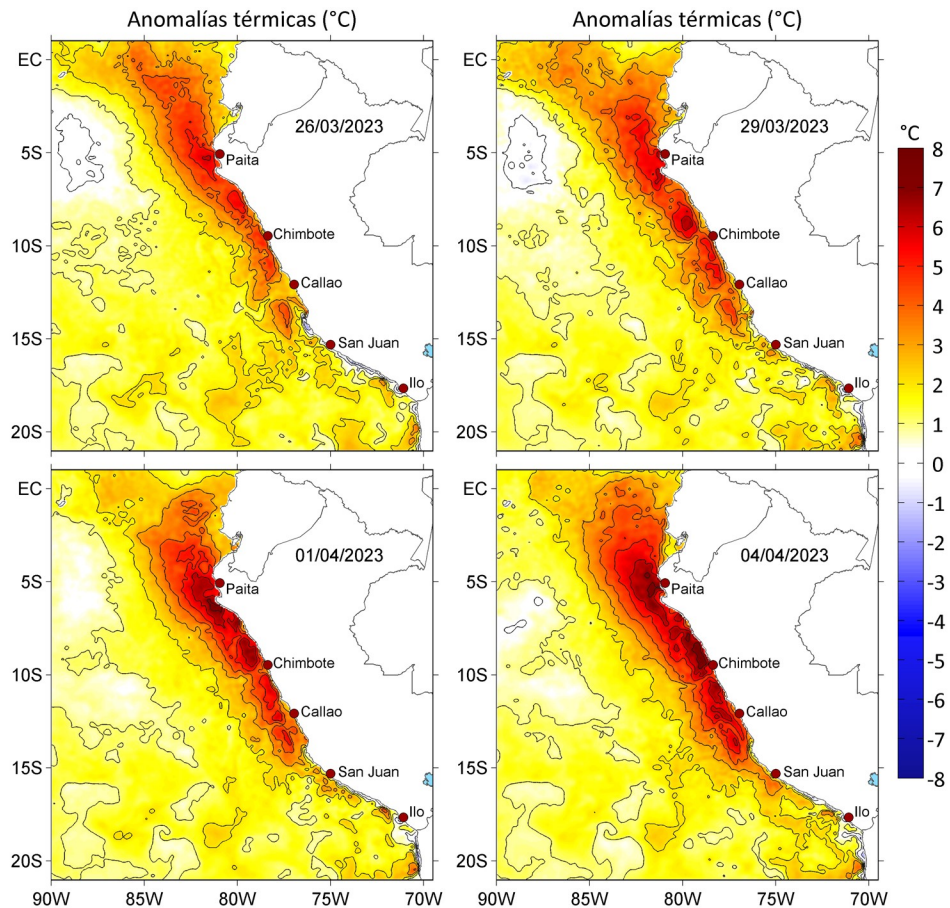 Anomalías térmicas (°C)
Anomalías térmicas (°C)
EC
26/03/2023
5S
Paita
10S
Chimbote
Callao
15S
San Juan
Ilo
20S
EC
29/03/2023
5S
Paita
10S
Chimbote
Callao
15S
San Juan
Ilo
20S
EC
01/04/2023
5S
Paita
10S
Chimbote
Callao
15S
San Juan
Ilo
20S
90W 85W 80W 75W 70W
EC
04/04/2023
5S
Paita
10S
Chimbote
Callao
15S
San Juan
Ilo
20S
90W 85W 80W 75W 70W
°C
8
7
6
5
4
3
2
1
0
-1
-2
-3
-4
-5
-6
-7
-8